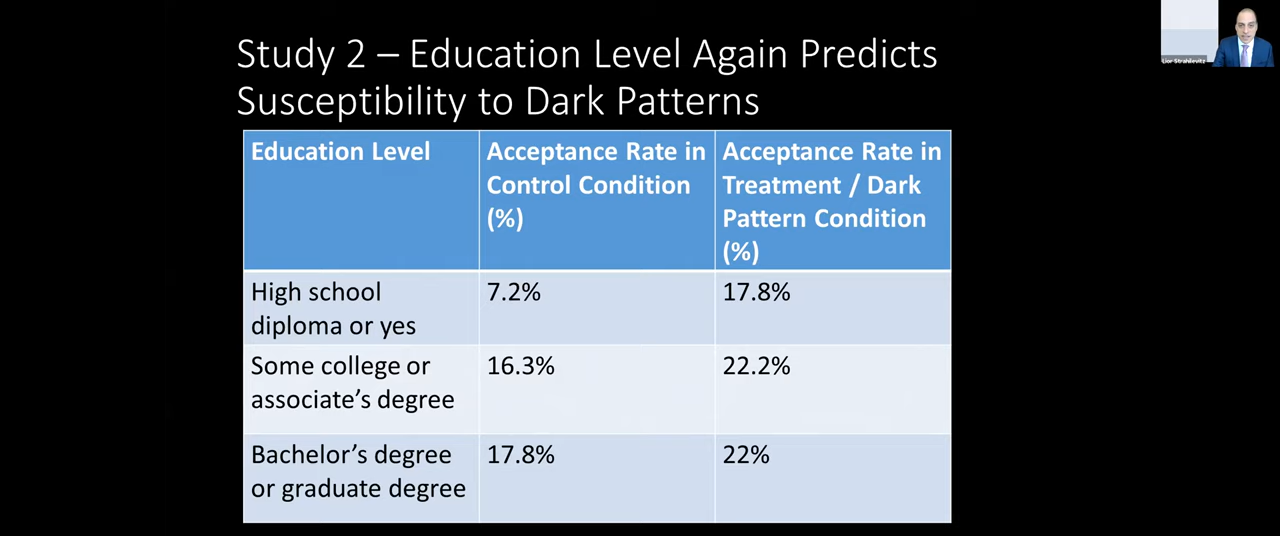 Study 2 – Education Level Again Predicts
Susceptibility to Dark Patterns
Education Level
Acceptance Rate in
Control Condition
(%)
Acceptance Rate in
Treatment / Dark
Pattern Condition
(%)
High school
diploma or yes
7.2%
17.8%
Some college or
associate’s degree
16.3%
22.2%
Bachelor’s degree
or graduate degree
17.8%
22%
Lior Strahilevitz